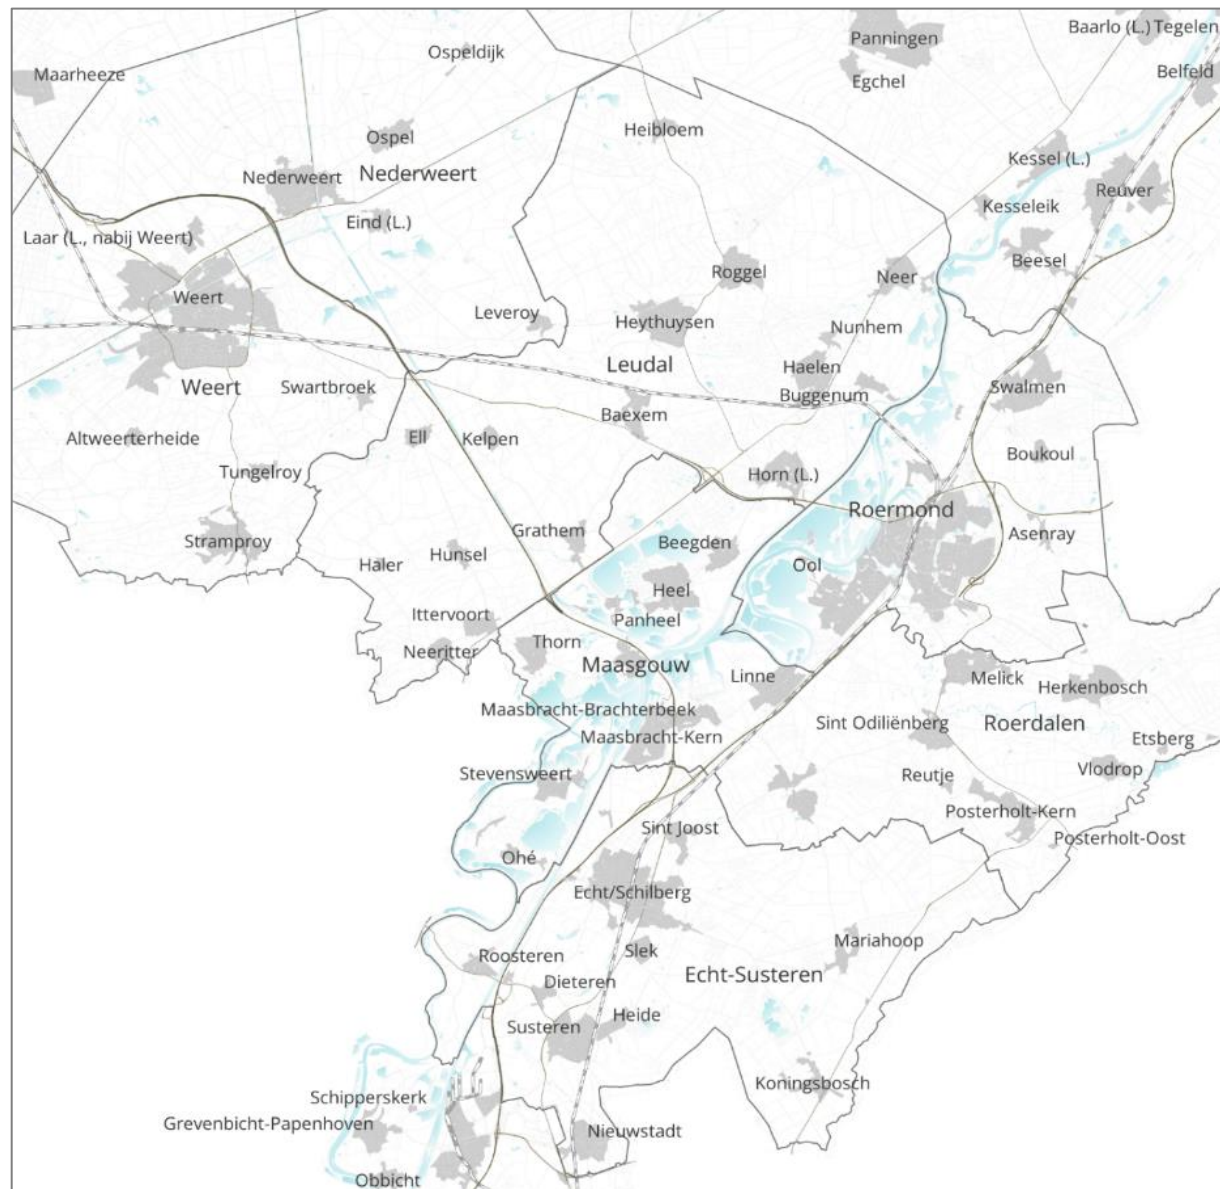 Baarlo (L.) Tegelen
Panningen
Ospeldijk
Maarheeze
Belfeld
Egchel
Heibloem
Ospel
Kessel (L.)
Nederweert
Nederweert
Reuver
Kesseleik
Eind (L.)
Laar (L., nabij Weert)
Beesel
Roggel
Neer
Weert
Leveroy
Heythuysen
Nunhem
Leudal
Haelen
Weert
Swartbroek
Swalmen
Buggenum
Baexem
Altweerterheide
Ell
Kelpen
Boukoul
Tungelroy
Horn (L.)
Roermond
Grathem
Asenray
Stramproy
Beegden
Hunsel
Haler
Ool
Heel
Ittervoort
Panheel
Thorn
Neeritter
Maasgouw
Linne
Melick
Herkenbosch
Maasbracht-Brachterbeek
Sint Odiliënberg
Roerdalen
Maasbracht-Kern
Etsberg
Stevensweert
Reutje
Vlodrop
Posterholt-Kern
Sint Joost
Posterholt-Oost
Ohé
Echt/Schilberg
Mariahoop
Slek
Roosteren
Echt-Susteren
Dieteren
Heide
Susteren
Koningsbosch
Schipperskerk
Grevenbicht-Papenhoven
Nieuwstadt
Obbicht